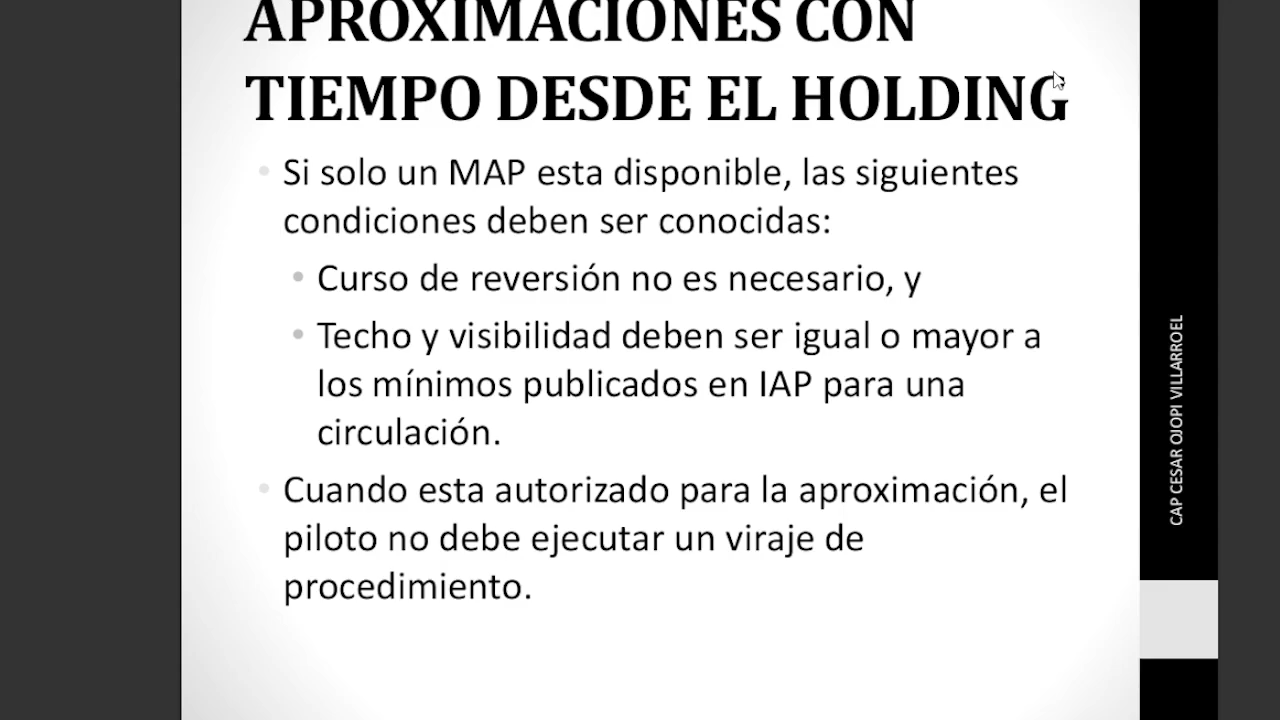 APROXIMACIONES CON
TIEMPO DESDE EL HOLDING
Si solo un MAP esta disponible, las siguientes
condiciones deben ser conocidas:
Curso de reversión no es necesario, y
Techo y visibilidad deben ser igual o mayor a
los mínimos publicados en IAP para una
circulación.
Cuando esta autorizado para la aproximación, el
piloto no debe ejecutar un viraje de
procedimiento.
CAP CESAR OJOPI VILLARROEL